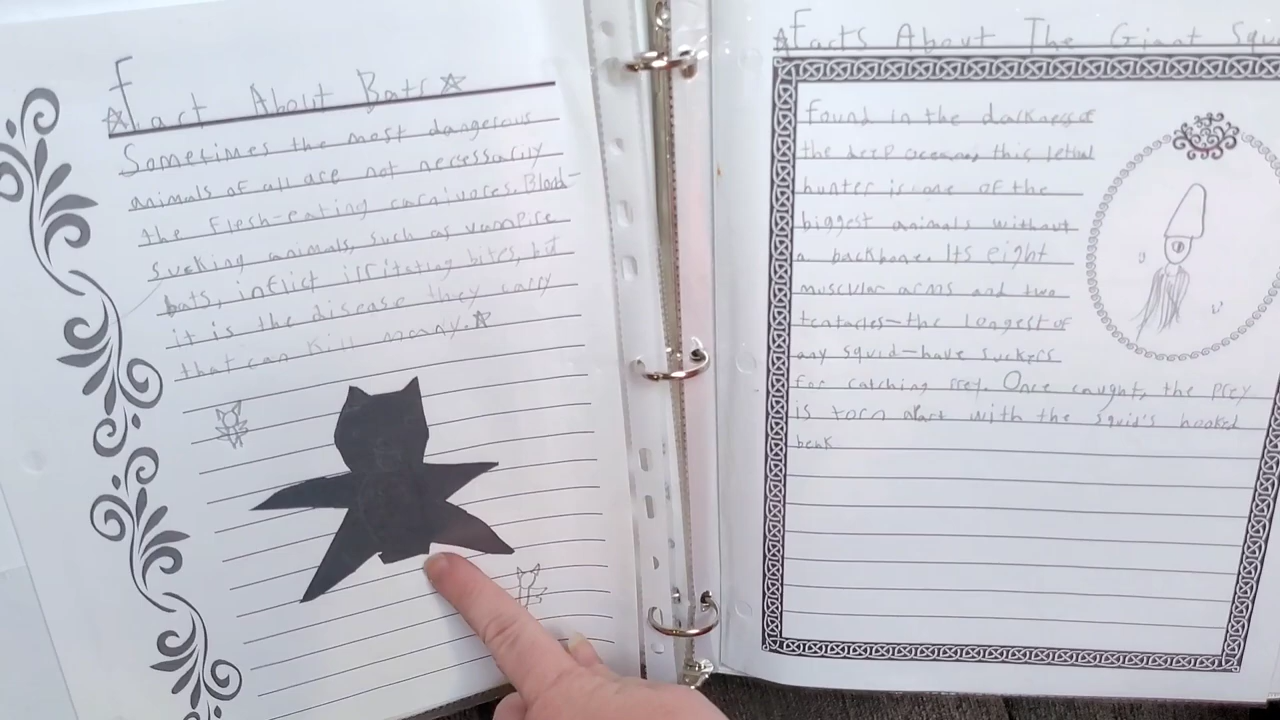 Fact About Bats
Sometimes the most dangerous
animals of all are not necessarily
the flesh-eating carnivores. Blood-
sucking animals, such as vampire
bats, inflict irritating bites, but
it is the disease they carry
that can kill many.
Facts About The Giant Squ
found in the darkness of
the deep oceans, this lethal
hunter is one of the
biggest animals without
a backbone. Its eight
muscular arms and two
tentacles—the longest of
any squid—have suckers
for catching prey. Once caught, the prey
is torn apart with the squid's hooked
beak